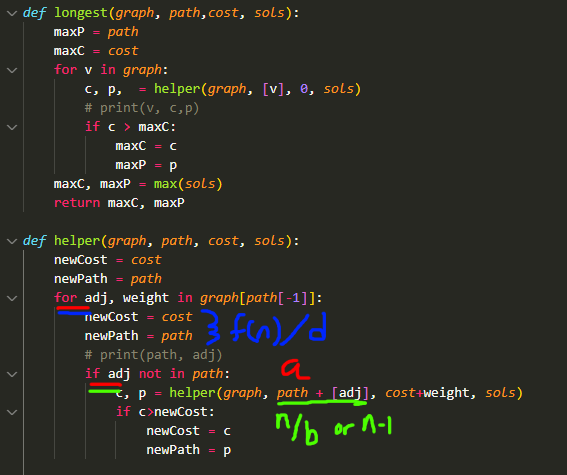 def longest(graph, path,cost, sols):
maxP = path
maxC = cost
for v in graph:
c, p,  = helper(graph, [v], 0, sols)
# print(v, c,p)
if c > maxC:
maxC = c
maxP = p
maxC, maxP = max(sols)
return maxC, maxP
def helper(graph, path, cost, sols):
newCost = cost
newPath = path
for adj, weight in graph[path[-1]]:
newCost = cost
newPath = path
} f(n)/d
# print(path, adj)
a
if adj not in path:
c, p = helper(graph, path + [adj], cost+weight, sols)
n/b or n-1
if c>newCost:
newCost = c
newPath = p